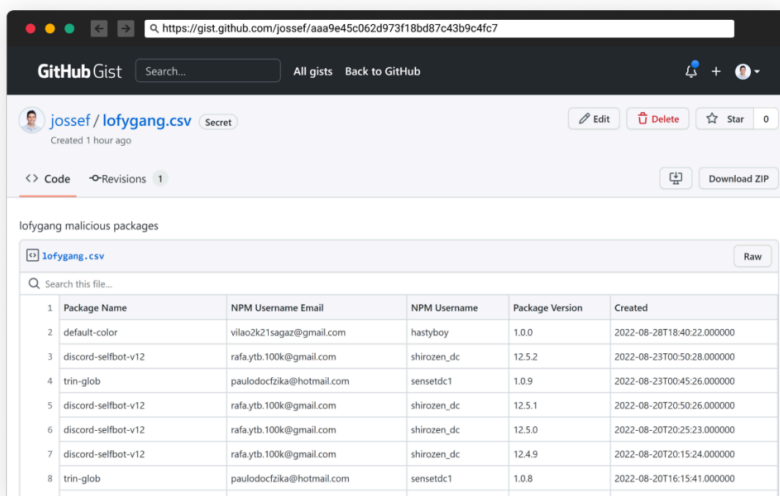 https://gist.github.com/jossef/aaa9e45c062d973f18bd87c43b9c4fc7
GitHub Gist Search... All gists Back to GitHub
jossef / lofygang.csv Secret Edit Delete Star 0
Created 1 hour ago
Code Revisions 1 Download ZIP
lofygang malicious packages
lofygang.csv Raw
Search this file...
1 Package Name NPM Username Email NPM Username Package Version Created
2 default-color vilao2k21sagaz@gmail.com hastyboy 1.0.0 2022-08-28T18:40:22.000000
3 discord-selfbot-v12 rafa.ytb.100k@gmail.com shirozen_dc 12.5.2 2022-08-23T00:50:28.000000
4 trin-glob paulodocfzika@hotmail.com sensetdc1 1.0.9 2022-08-23T00:45:26.000000
5 discord-selfbot-v12 rafa.ytb.100k@gmail.com shirozen_dc 12.5.1 2022-08-20T20:50:26.000000
6 discord-selfbot-v12 rafa.ytb.100k@gmail.com shirozen_dc 12.5.0 2022-08-20T20:25:23.000000
7 discord-selfbot-v12 rafa.ytb.100k@gmail.com shirozen_dc 12.4.9 2022-08-20T20:15:24.000000
8 trin-glob paulodocfzika@hotmail.com sensetdc1 1.0.8 2022-08-20T16:15:41.000000